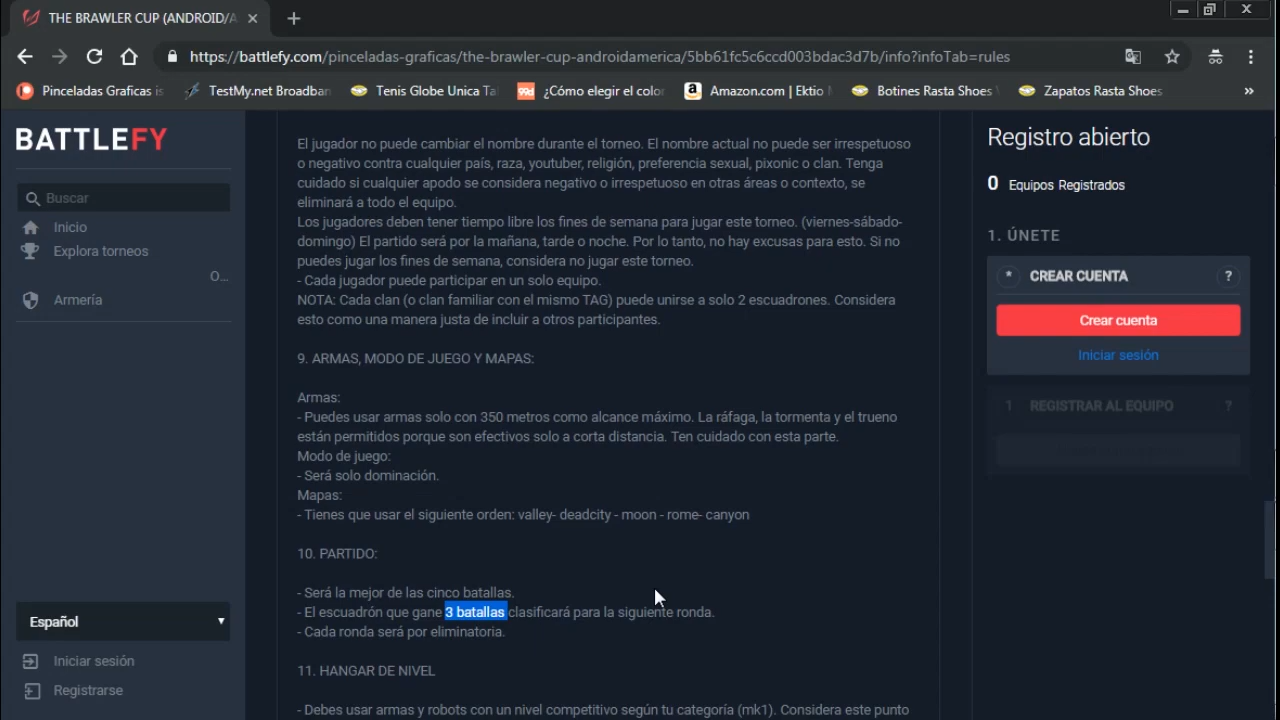 THE BRAWLER CUP (ANDROID/A
https://battlefy.com/pinceladas-graficas/the-brawler-cup-androidamerica/5bb61fc5c6ccd003bdac3d7b/info?infoTab=rules
Pinceladas Graficas is
TestMy.net Broadban
Tenis Globe Unica Ta
99d
¿Cómo elegir el color
Amazon.com | Ektio
Botines Rasta Shoes
Zapatos Rasta Shoes
»
BATTLEFY
Buscar
Inicio
Explora torneos
O...
Armería
El jugador no puede cambiar el nombre durante el torneo. El nombre actual no puede ser irrespetuoso
o negativo contra cualquier país, raza, youtuber, religión, preferencia sexual, pixonic o clan. Tenga
cuidado si cualquier apodo se considera negativo o irrespetuoso en otras áreas o contexto, se
eliminará a todo el equipo.
Los jugadores deben tener tiempo libre los fines de semana para jugar este torneo. (viernes-sábado-
domingo) El partido será por la mañana, tarde o noche. Por lo tanto, no hay excusas para esto. Si no
puedes jugar los fines de semana, considera no jugar este torneo.
- Cada jugador puede participar en un solo equipo.
NOTA: Cada clan (o clan familiar con el mismo TAG) puede unirse a solo 2 escuadrones. Considera
esto como una manera justa de incluir a otros participantes.
9. ARMAS, MODO DE JUEGO Y MAPAS:
Armas:
- Puedes usar armas solo con 350 metros como alcance máximo. La ráfaga, la tormenta y el trueno
están permitidos porque son efectivos solo a corta distancia. Ten cuidado con esta parte.
Modo de juego:
- Será solo dominación.
Mapas:
- Tienes que usar el siguiente orden: valley- deadcity - moon - rome- canyon
10. PARTIDO:
- Será la mejor de las cinco batallas.
- El escuadrón que gane 3 batallas clasificará para la siguiente ronda.
- Cada ronda será por eliminatoria.
11. HANGAR DE NIVEL
- Debes usar armas y robots con un nivel competitivo según tu categoría (mk1). Considera este punto
Registro abierto
0 Equipos Registrados
1. ÚNETE
* CREAR CUENTA ?
Crear cuenta
Iniciar sesión
1 REGISTRAR AL EQUIPO ?
Español
Iniciar sesión
Registrarse